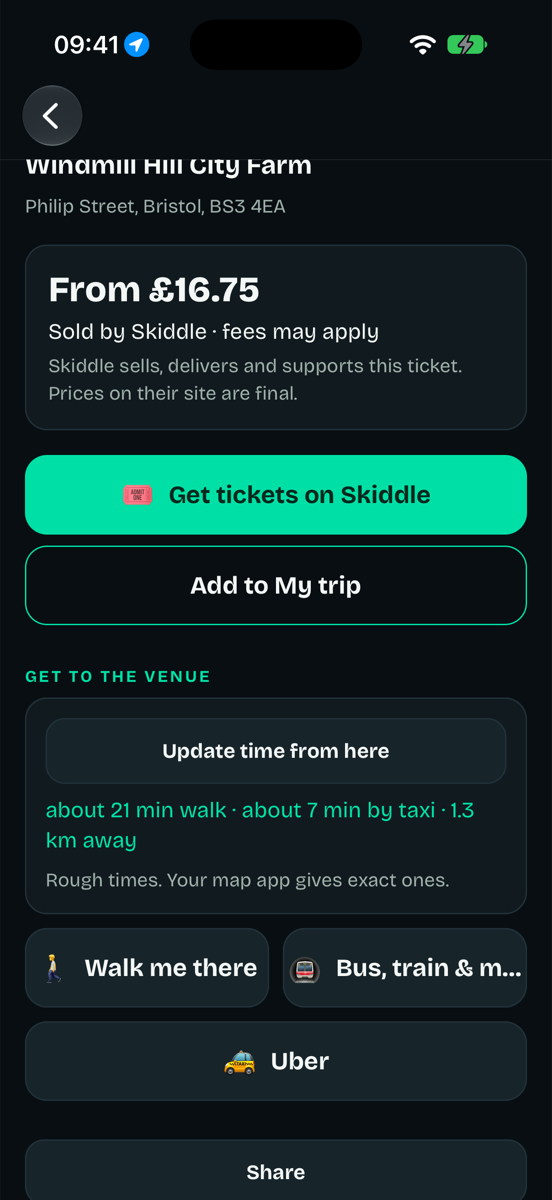 09:41
Windmill Hill City Farm
Philip Street, Bristol, BS3 4EA
From £16.75
Sold by Skiddle · fees may apply
Skiddle sells, delivers and supports this ticket.
Prices on their site are final.
ADMIT ONE Get tickets on Skiddle
Add to My trip
GET TO THE VENUE
Update time from here
about 21 min walk · about 7 min by taxi · 1.3
km away
Rough times. Your map app gives exact ones.
Walk me there
Bus, train & m...
TAXI Uber
Share